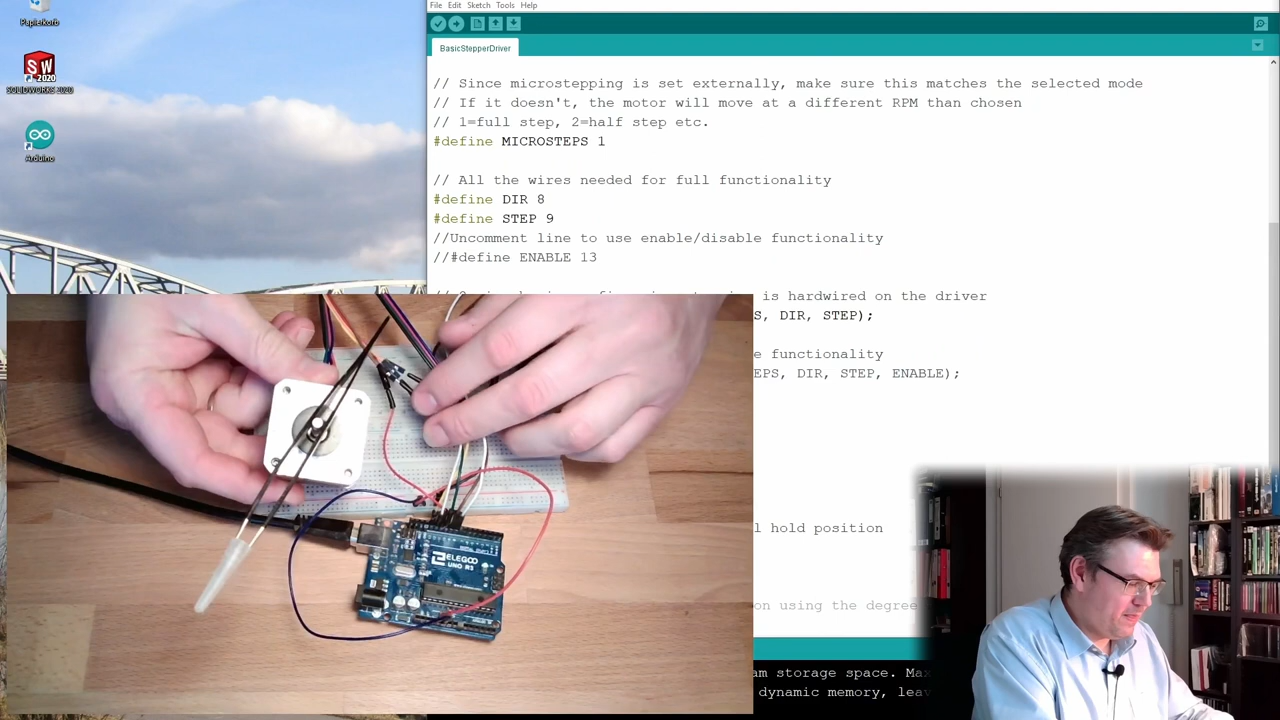 Papierkorb
SW
2020
SOLIDWORKS 2020
Arduino
File Edit Sketch Tools Help
BasicStepperDriver
// Since microstepping is set externally, make sure this matches the selected mode
// If it doesn't, the motor will move at a different RPM than chosen
// 1=full step, 2=half step etc.
#define MICROSTEPS 1
// All the wires needed for full functionality
#define DIR 8
#define STEP 9
//Uncomment line to use enable/disable functionality
//#define ENABLE 13
is hardwired on the driver
S, DIR, STEP);
e functionality
EPS, DIR, STEP, ENABLE);
l hold position
on using the degree
am storage space. Max
dynamic memory, leav
ELEGOO
UNO R3